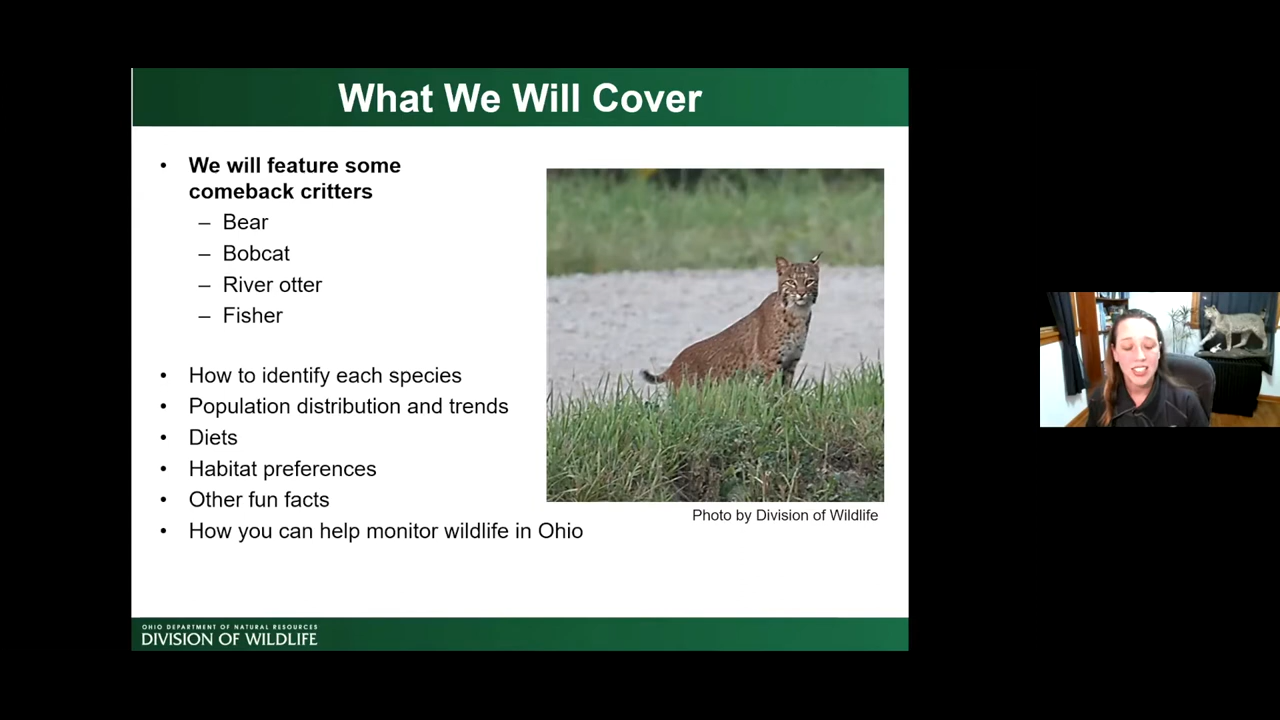 What We Will Cover
• We will feature some
comeback critters
– Bear
– Bobcat
– River otter
– Fisher
• How to identify each species
• Population distribution and trends
• Diets
• Habitat preferences
• Other fun facts
• How you can help monitor wildlife in Ohio
Photo by Division of Wildlife
OHIO DEPARTMENT OF NATURAL RESOURCES
DIVISION OF WILDLIFE